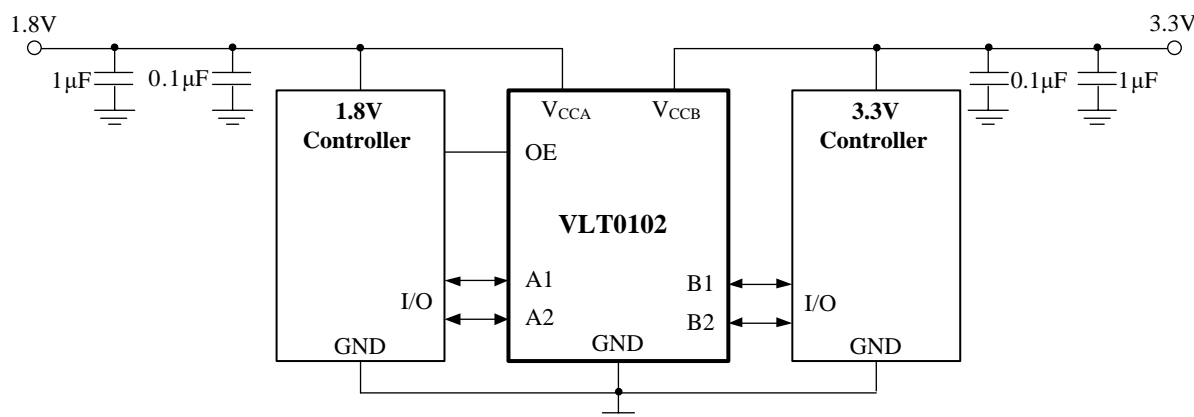 1.8V
3.3V
1μF
0.1μF
0.1μF
1μF
1.8V
Controller
I/O
GND
VCCA
VCCB
OE
VLT0102
A1
A2
B1
B2
GND
3.3V
Controller
I/O
GND